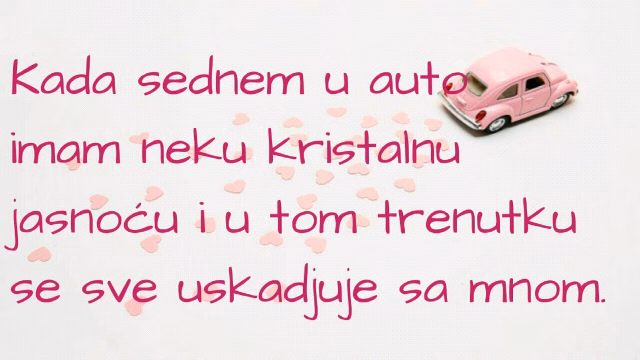 Kada sednem u auto
imam neku kristalnu
jasnoću i u tom trenutku
se sve uskadjuje sa mnom.